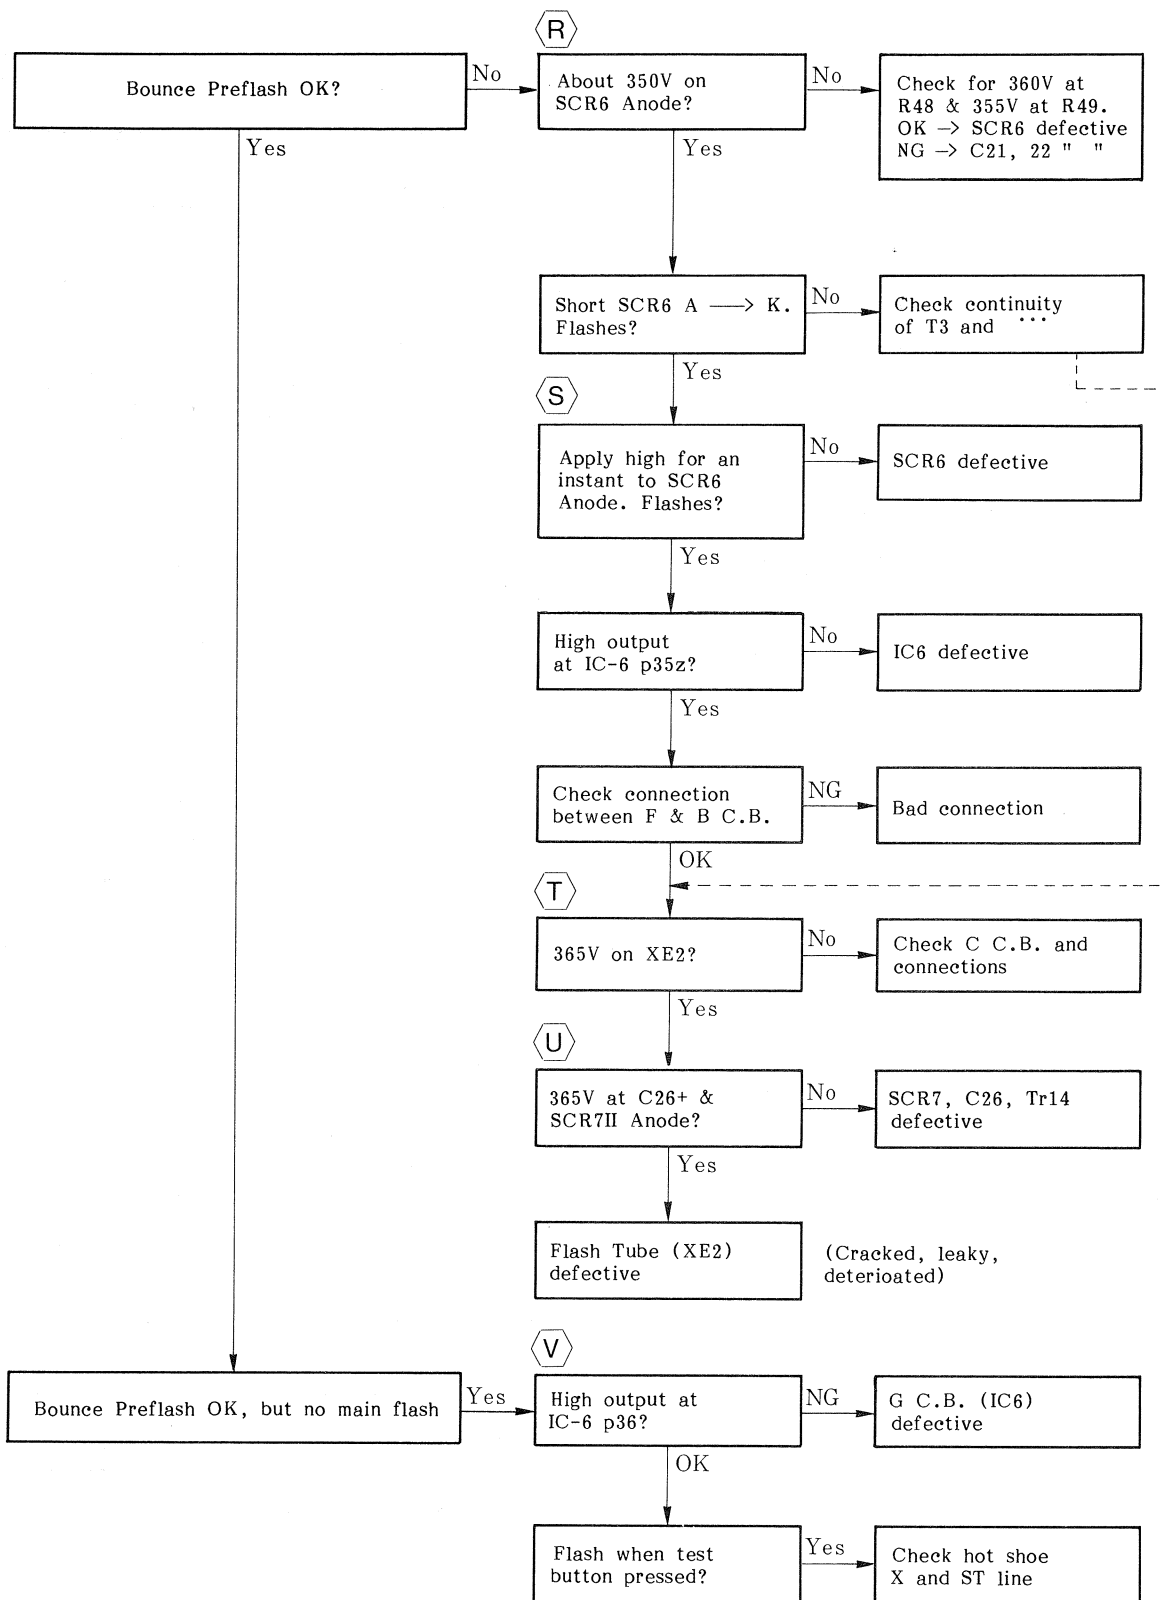 R
Bounce Preflash OK?
No
About 350V on
SCR6 Anode?
No
Check for 360V at
R48 & 355V at R49.
OK —> SCR6 defective
NG —> C21, 22 " "
Yes
Yes
Short SCR6 A ——> K.
Flashes?
No
Check continuity
of T3 and ...
Yes
S
Apply high for an
instant to SCR6
Anode. Flashes?
No
SCR6 defective
Yes
High output
at IC-6 p35z?
No
IC6 defective
Yes
Check connection
between F & B C.B.
NG
Bad connection
OK
T
365V on XE2?
No
Check C C.B. and
connections
Yes
U
365V at C26+ &
SCR7II Anode?
No
SCR7, C26, Tr14
defective
Yes
Flash Tube (XE2)
defective
(Cracked, leaky,
deterioated)
V
Bounce Preflash OK, but no main flash
Yes
High output at
IC-6 p36?
NG
G C.B. (IC6)
defective
OK
Flash when test
button pressed?
Yes
Check hot shoe
X and ST line